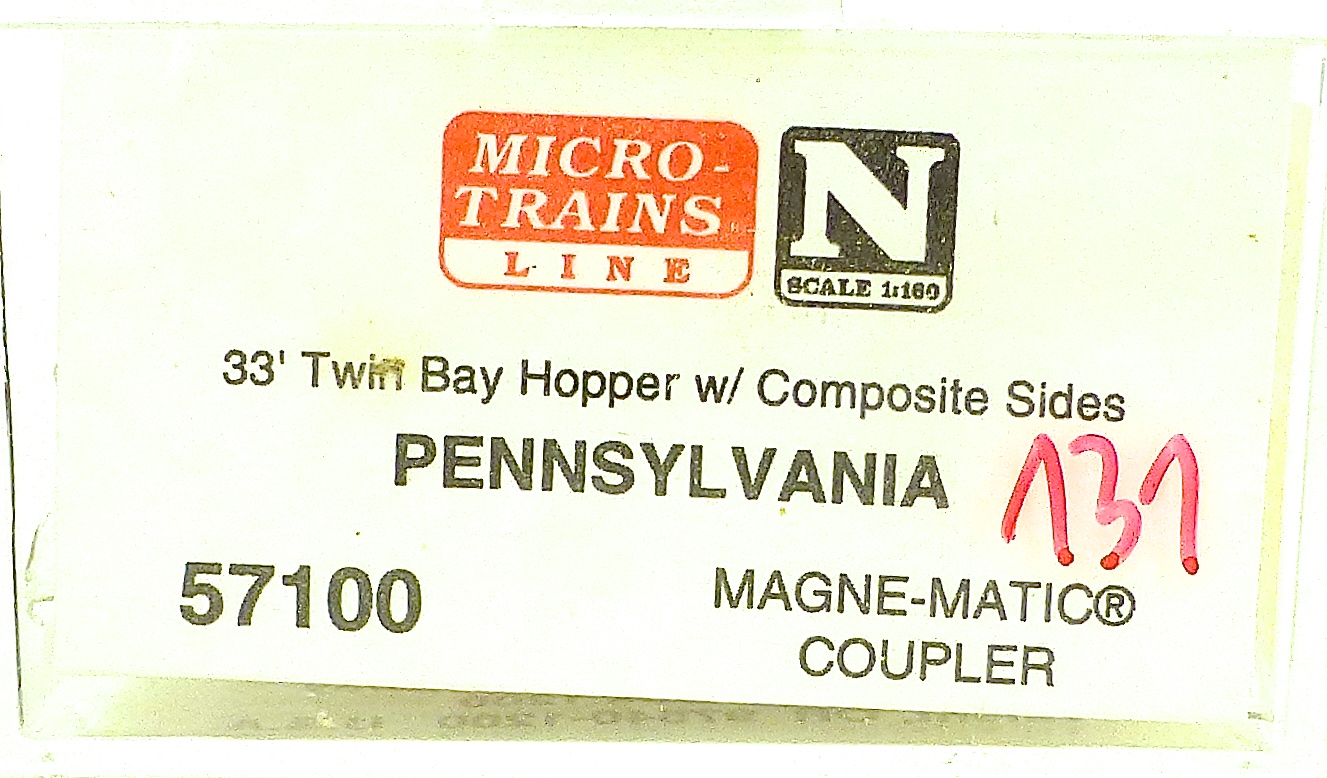 MICRO-
TRAINS
LINE
N
SCALE 1:160
33' Twin Bay Hopper w/ Composite Sides
PENNSYLVANIA
131
57100
MAGNE-MATIC®
COUPLER